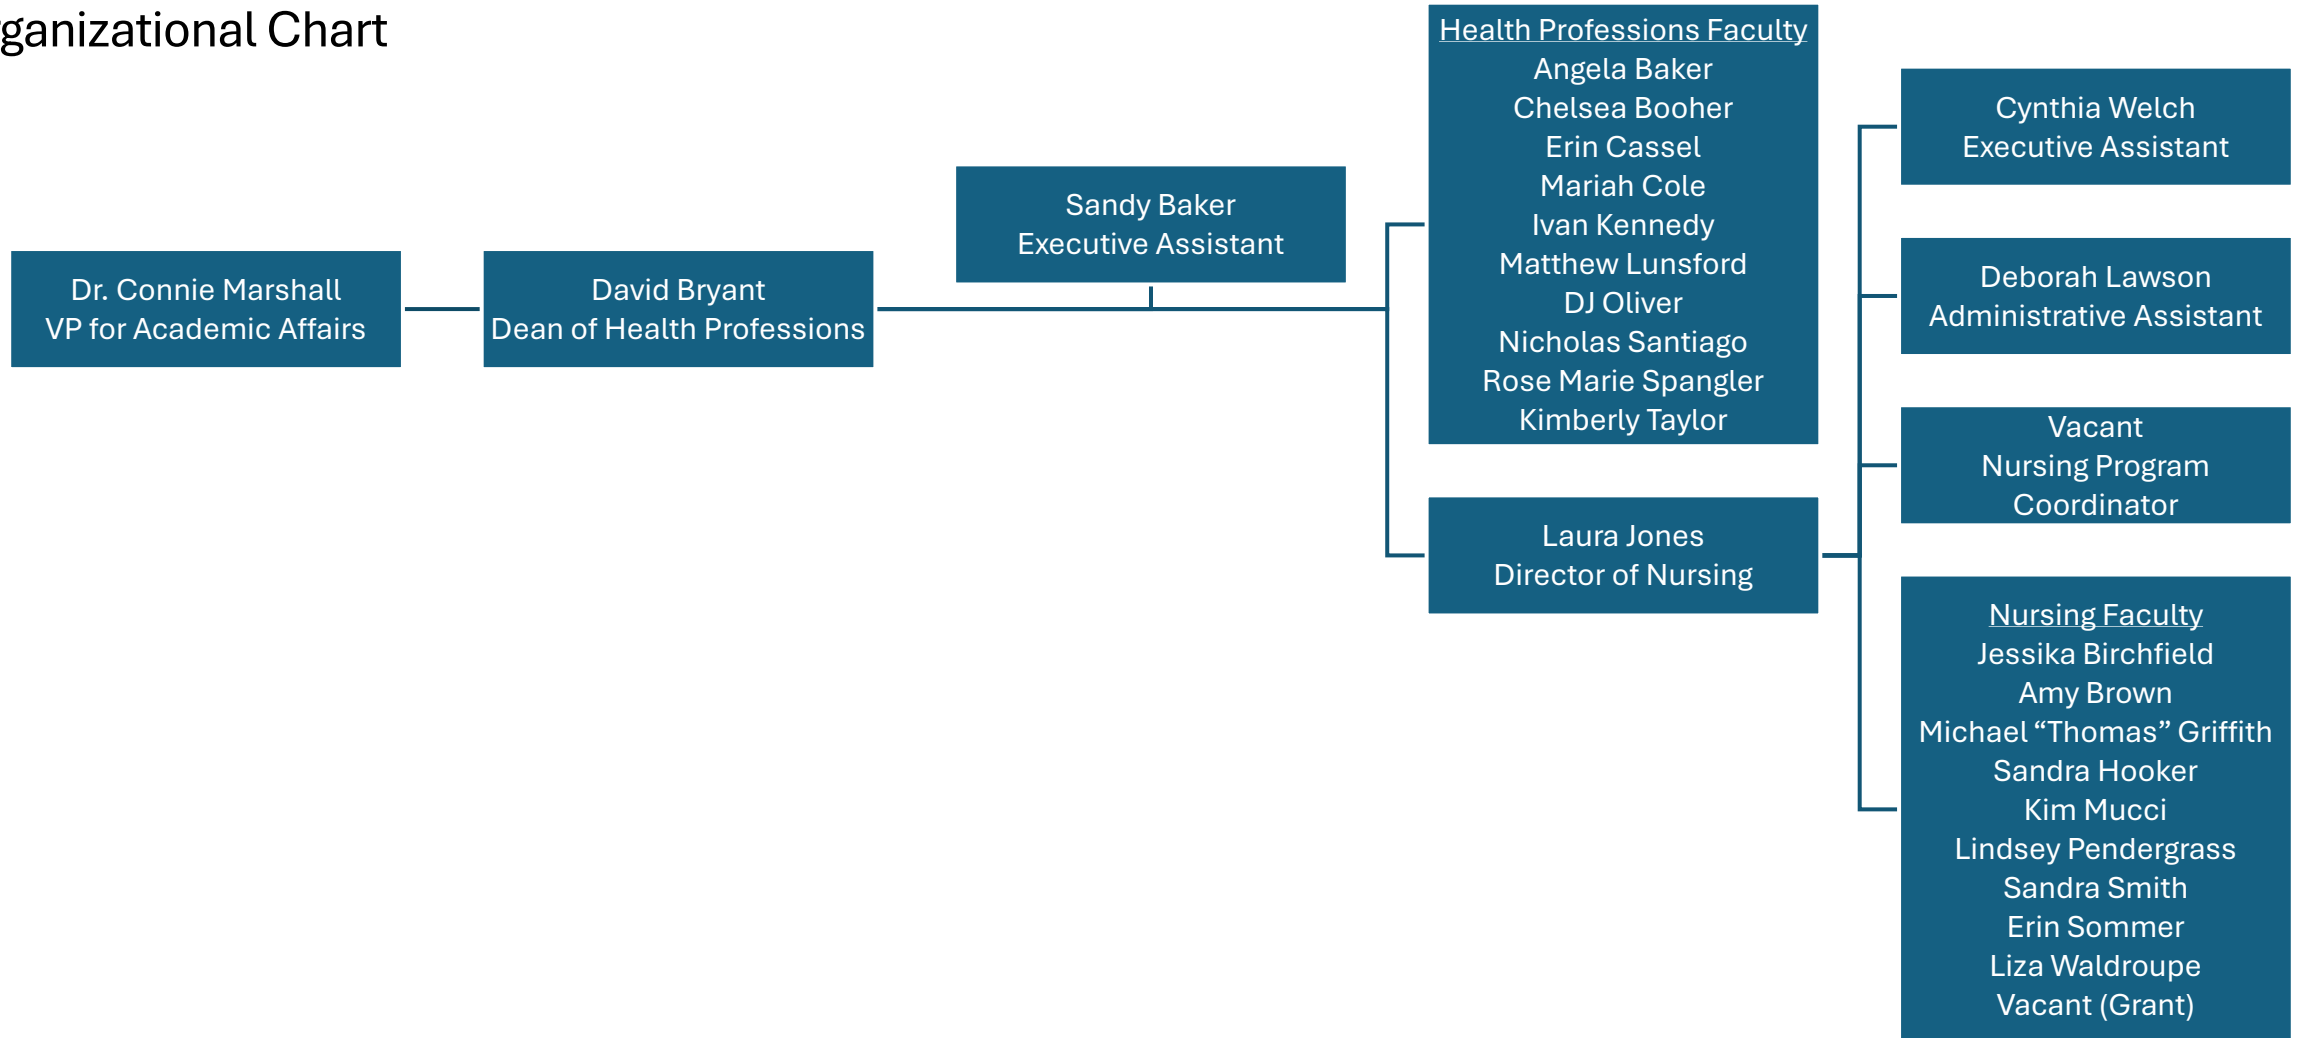 ganizational Chart
Dr. Connie Marshall
VP for Academic Affairs
David Bryant
Dean of Health Professions
Sandy Baker
Executive Assistant
Health Professions Faculty
Angela Baker
Chelsea Booher
Erin Cassel
Mariah Cole
Ivan Kennedy
Matthew Lunsford
DJ Oliver
Nicholas Santiago
Rose Marie Spangler
Kimberly Taylor
Laura Jones
Director of Nursing
Cynthia Welch
Executive Assistant
Deborah Lawson
Administrative Assistant
Vacant
Nursing Program
Coordinator
Nursing Faculty
Jessika Birchfield
Amy Brown
Michael “Thomas” Griffith
Sandra Hooker
Kim Mucci
Lindsey Pendergrass
Sandra Smith
Erin Sommer
Liza Waldroupe
Vacant (Grant)